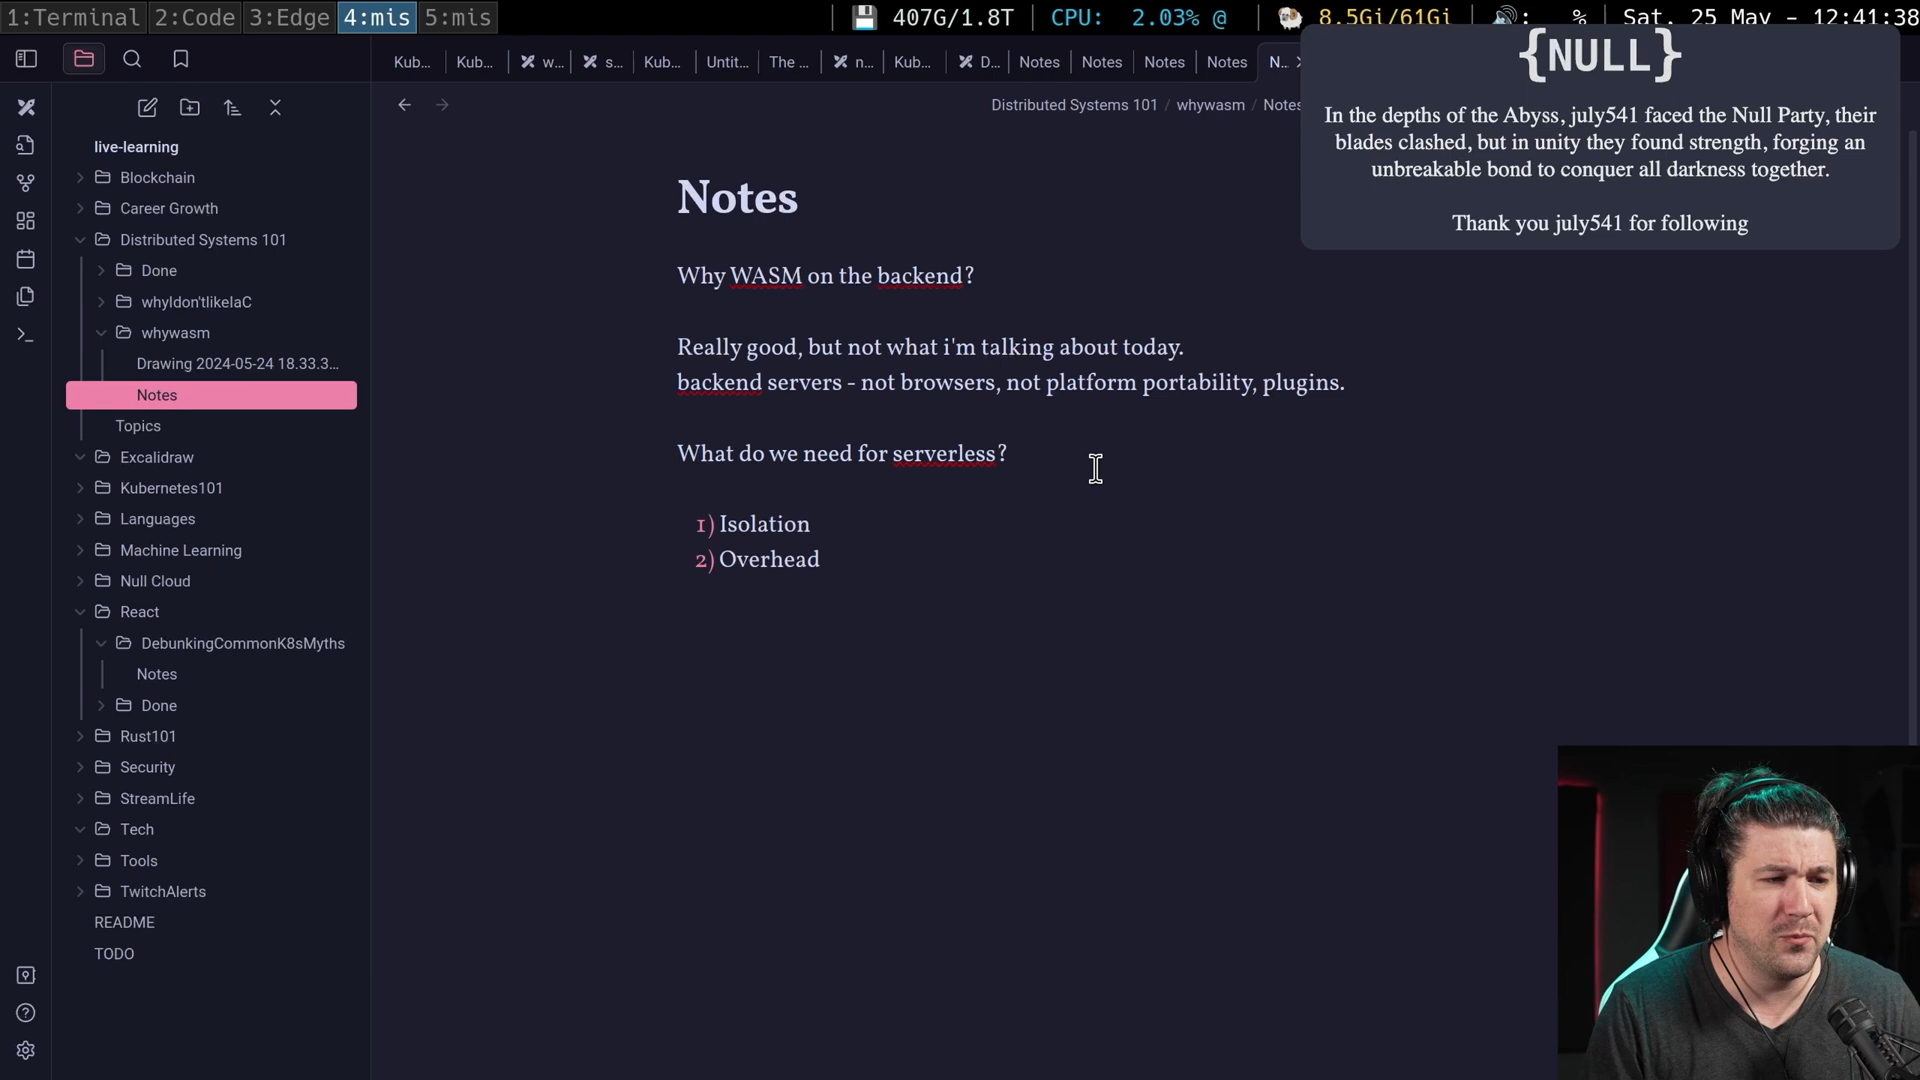 1:Terminal 2:Code 3:Edge 4:mis 5:mis
407G/1.8T CPU: 2.03% @ 8.5Gi/61Gi : % Sat. 25 May - 12:41:38
Kub... Kub... w... s... Kub... Untit... The ... n... Kub... D... Notes Notes Notes Notes N...
Distributed Systems 101 / whywasm / Notes
{NULL}
In the depths of the Abyss, july541 faced the Null Party, their
blades clashed, but in unity they found strength, forging an
unbreakable bond to conquer all darkness together.
Thank you july541 for following
live-learning
Blockchain
Career Growth
Distributed Systems 101
Done
whyIdon'tlikeIaC
whywasm
Drawing 2024-05-24 18.33.3...
Notes
Topics
Excalidraw
Kubernetes101
Languages
Machine Learning
Null Cloud
React
DebunkingCommonK8sMyths
Notes
Done
Rust101
Security
StreamLife
Tech
Tools
TwitchAlerts
README
TODO
Notes
Why WASM on the backend?
Really good, but not what i'm talking about today.
backend servers - not browsers, not platform portability, plugins.
What do we need for serverless?
1) Isolation
2) Overhead